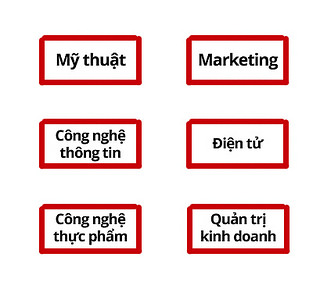 Mỹ thuật
Marketing
Công nghệ
thông tin
Điện tử
Công nghệ
thực phẩm
Quản trị
kinh doanh